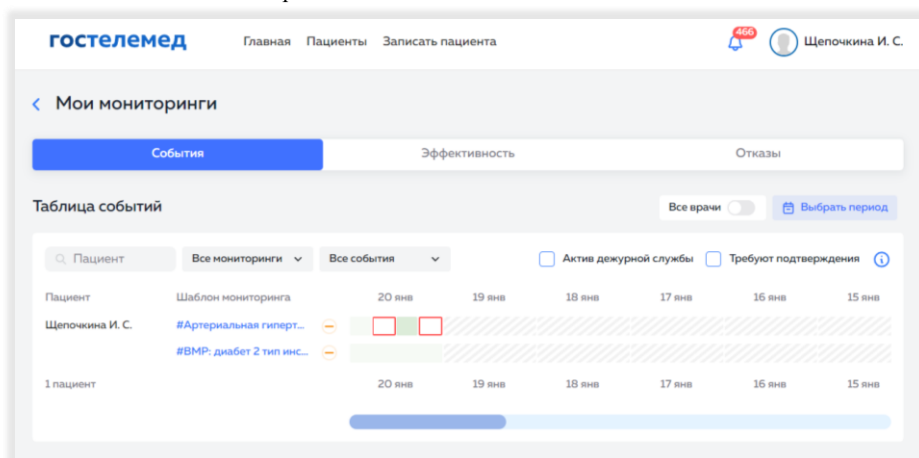 гостелемед Главная Пациенты Записать пациента 466 Щепочкина И. С.
Мои мониторинги
События Эффективность Отказы
Таблица событий Все врачи Выбрать период
Пациент Все мониторинги Все события Актив дежурной службы Требуют подтверждения
Пациент Шаблон мониторинга 20 янв 19 янв 18 янв 17 янв 16 янв 15 янв
Щепочкина И. С. #Артериальная гиперт...
#ВМР: диабет 2 тип инс...
1 пациент 20 янв 19 янв 18 янв 17 янв 16 янв 15 янв